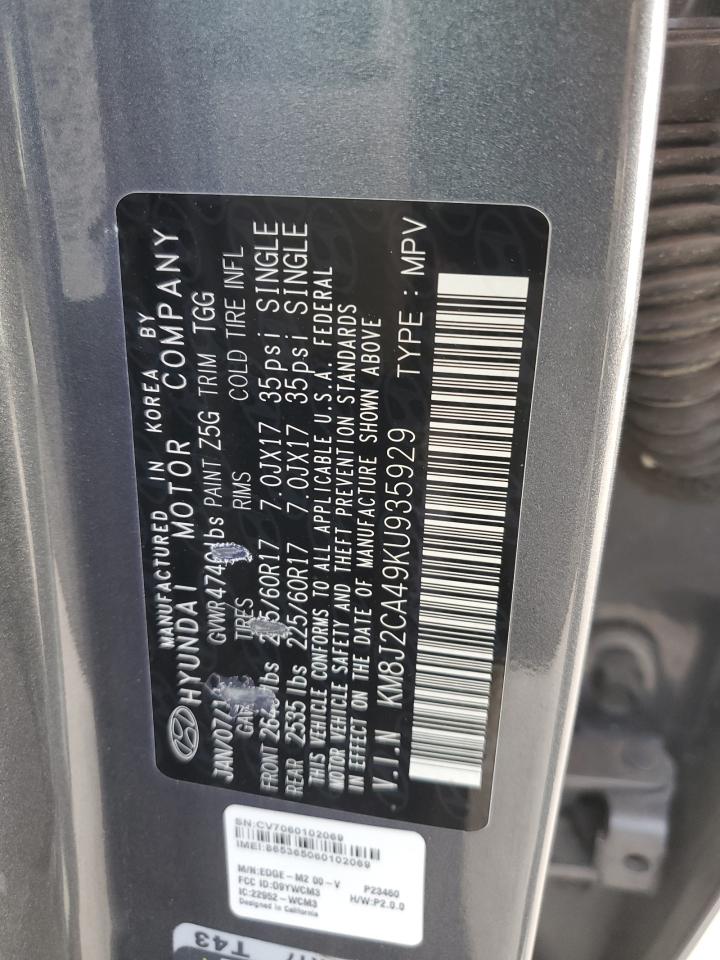 MANUFACTURED IN KOREA BY
HYUNDAI MOTOR COMPANY
GVWR lbs PAINT Z5G TRIM TGG
TIRES RIMS COLD TIRE INFL
FRONT lbs 7.0JX17 35psi SINGLE
REAR 2535lbs 225/60R17 7.0JX17 35psi SINGLE
THIS VEHICLE CONFORMS TO ALL APPLICABLE U.S.A. FEDERAL
MOTOR VEHICLE SAFETY AND THEFT PREVENTION STANDARDS
IN EFFECT ON THE DATE OF MANUFACTURE SHOWN ABOVE
V.I.N KM8J2CA49KU935929 TYPE : MPV
SN:CV7060102069
IMEI:865365060102069
M/N:EDGE-M2 00-V P23460
FCC ID:O9YWCM3 H/W:P2.0.0
IC:22952-WCM3
Designed in California
T43